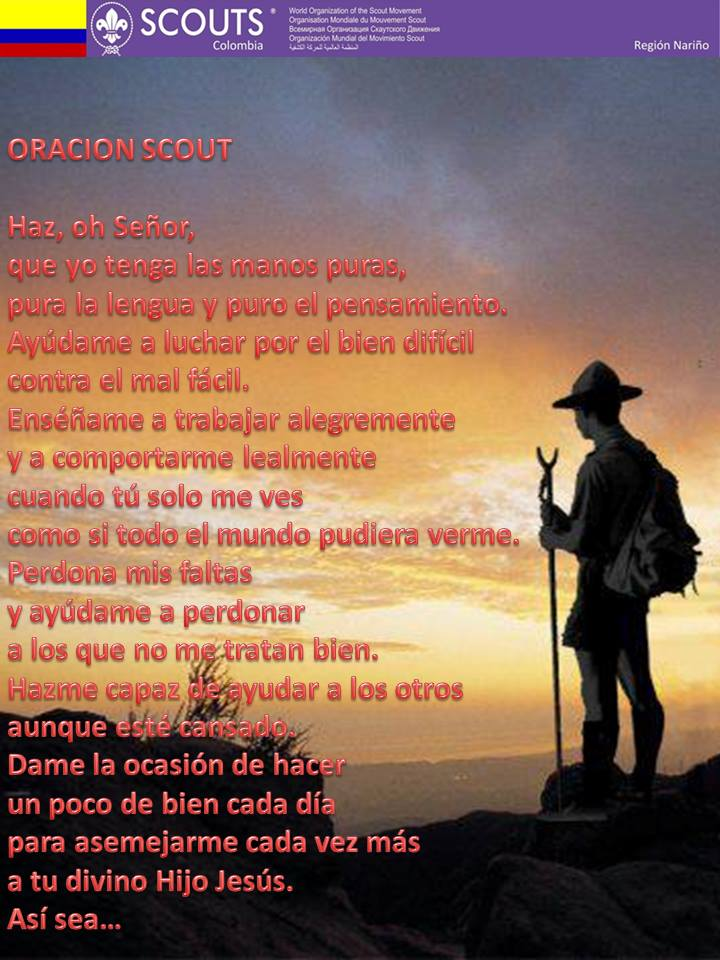 SCOUTS ®
Colombia
World Organization of the Scout Movement
Organisation Mondiale du Mouvement Scout
Всемирная Организация Скаутского Движения
Organización Mundial del Movimiento Scout
المنظمة العالمية للحركة الكشفية
Región Nariño
ORACION SCOUT
Haz, oh Señor,
que yo tenga las manos puras,
pura la lengua y puro el pensamiento.
Ayúdame a luchar por el bien difícil
contra el mal fácil.
Enséñame a trabajar alegremente
y a comportarme lealmente
cuando tú solo me ves
como si todo el mundo pudiera verme.
Perdona mis faltas
y ayúdame a perdonar
a los que no me tratan bien.
Hazme capaz de ayudar a los otros
aunque esté cansado.
Dame la ocasión de hacer
un poco de bien cada día
para asemejarme cada vez más
a tu divino Hijo Jesús.
Así sea...